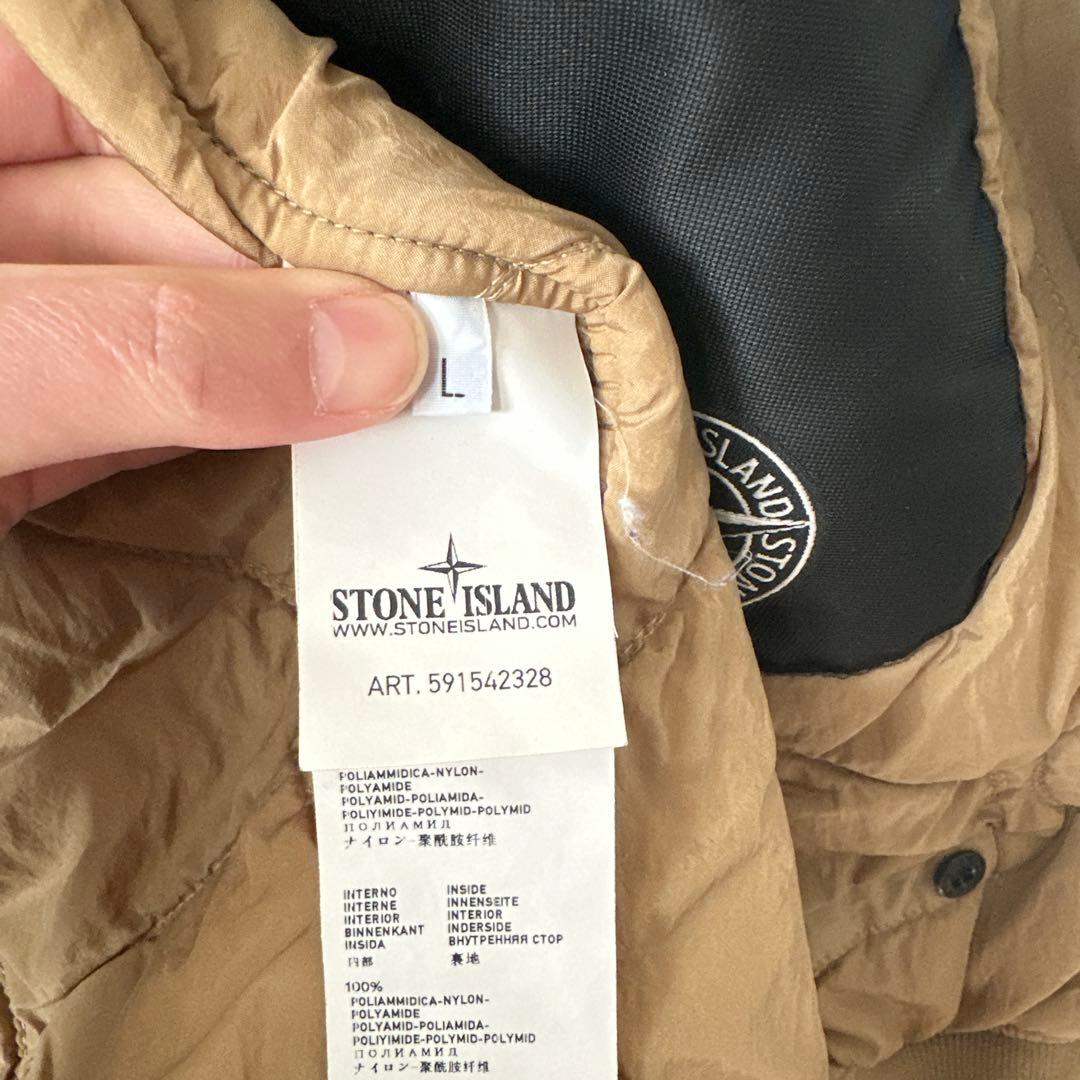 L
STONE ISLAND
WWW.STONEISLAND.COM
ART. 591542328
POLIAMMIDICA-NYLON-
POLYAMIDE
POLYAMID-POLIAMIDA-
POLIYIMIDE-POLYMID-POLYMID
ПОЛИАМИД
ナイロン-聚酰胺纤维
INTERNO
INTERNE
INTERIOR
BINNENKANT
INSIDA
内部
INSIDE
INNENSEITE
INTERIOR
INDERSIDE
ВНУТРЕННЯЯ СТОР
裏地
100%
POLIAMMIDICA-NYLON-
POLYAMIDE
POLYAMID-POLIAMIDA-
POLIYIMIDE-POLYMID-POLYMID
ПОЛИАМИД
ナイロン-聚酰胺纤维
ISLAND STON